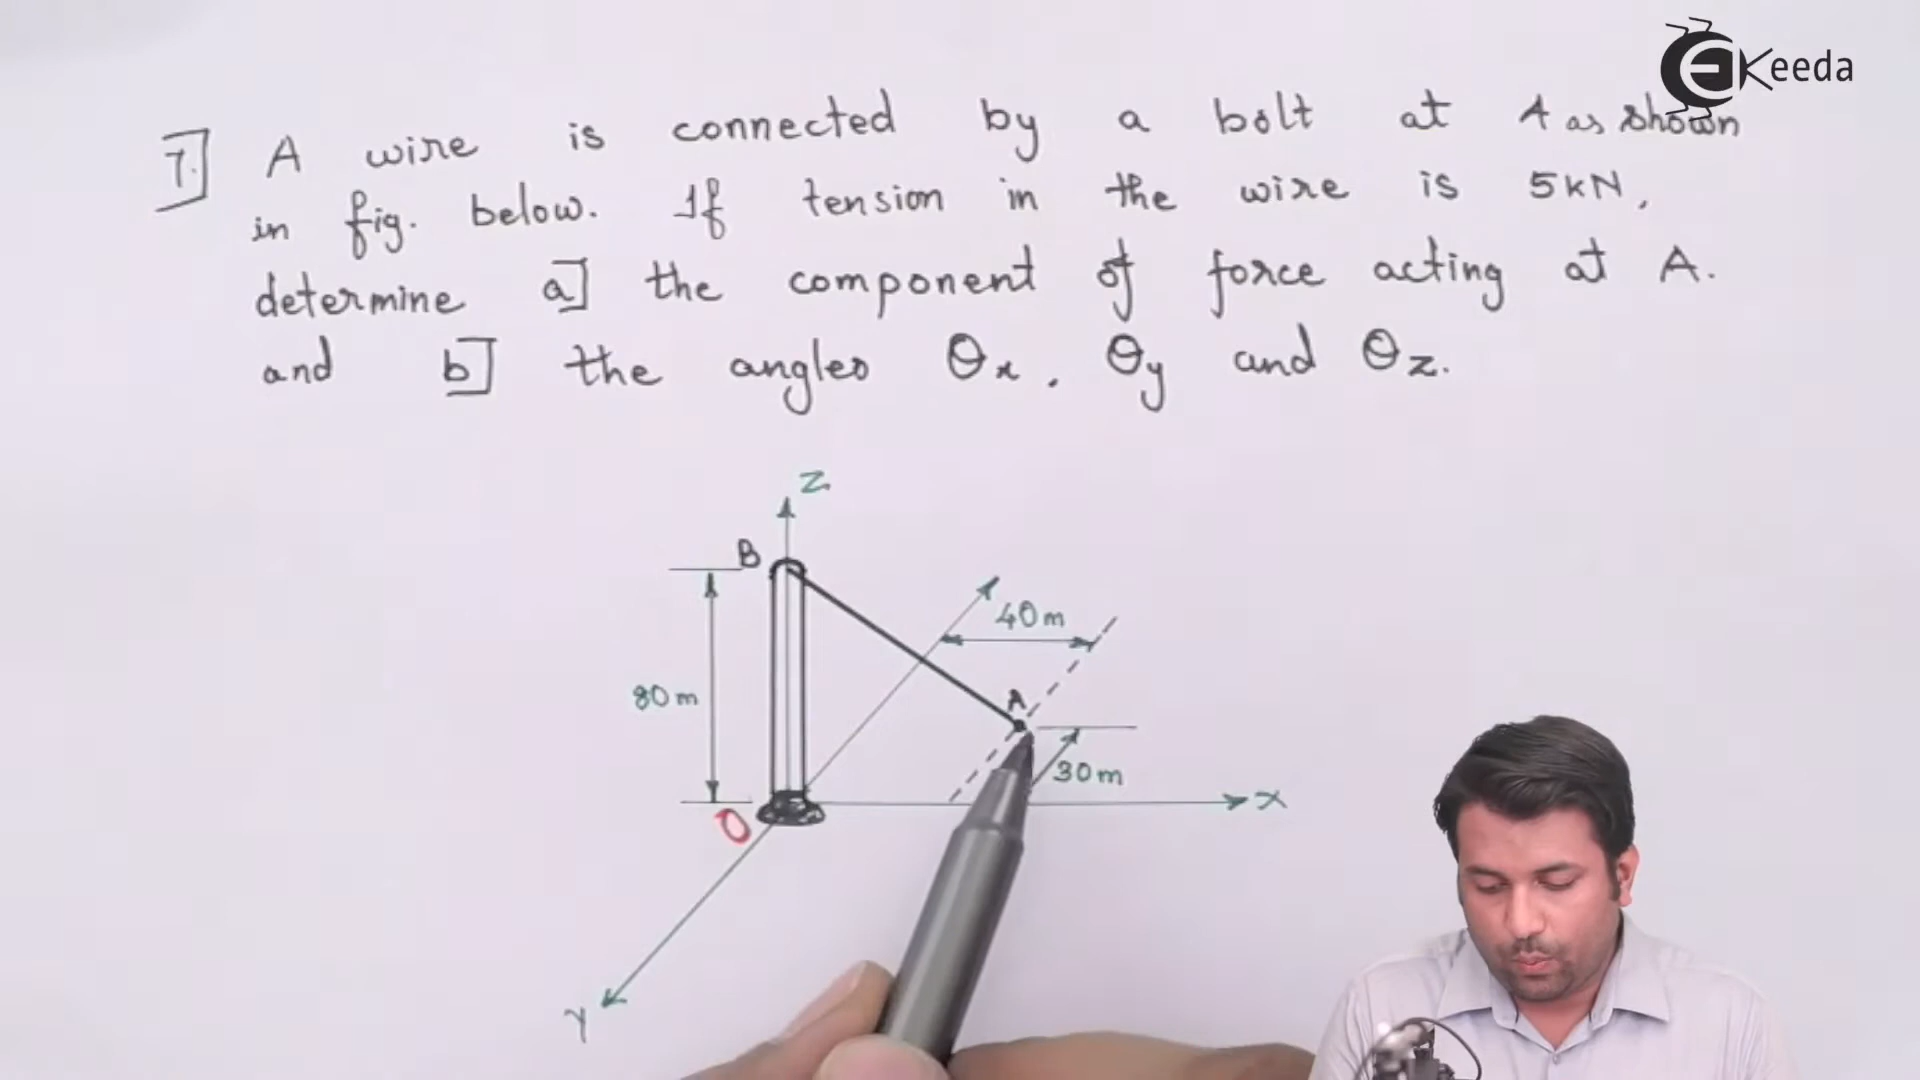 EKeeda
7.] A wire is connected by a bolt at A as shown
in fig. below. If tension in the wire is 5kN,
determine a] the component of force acting at A.
and b] the angles θx, θy and θz.
Z
B
40m
80m
A
30m
O
X
Y